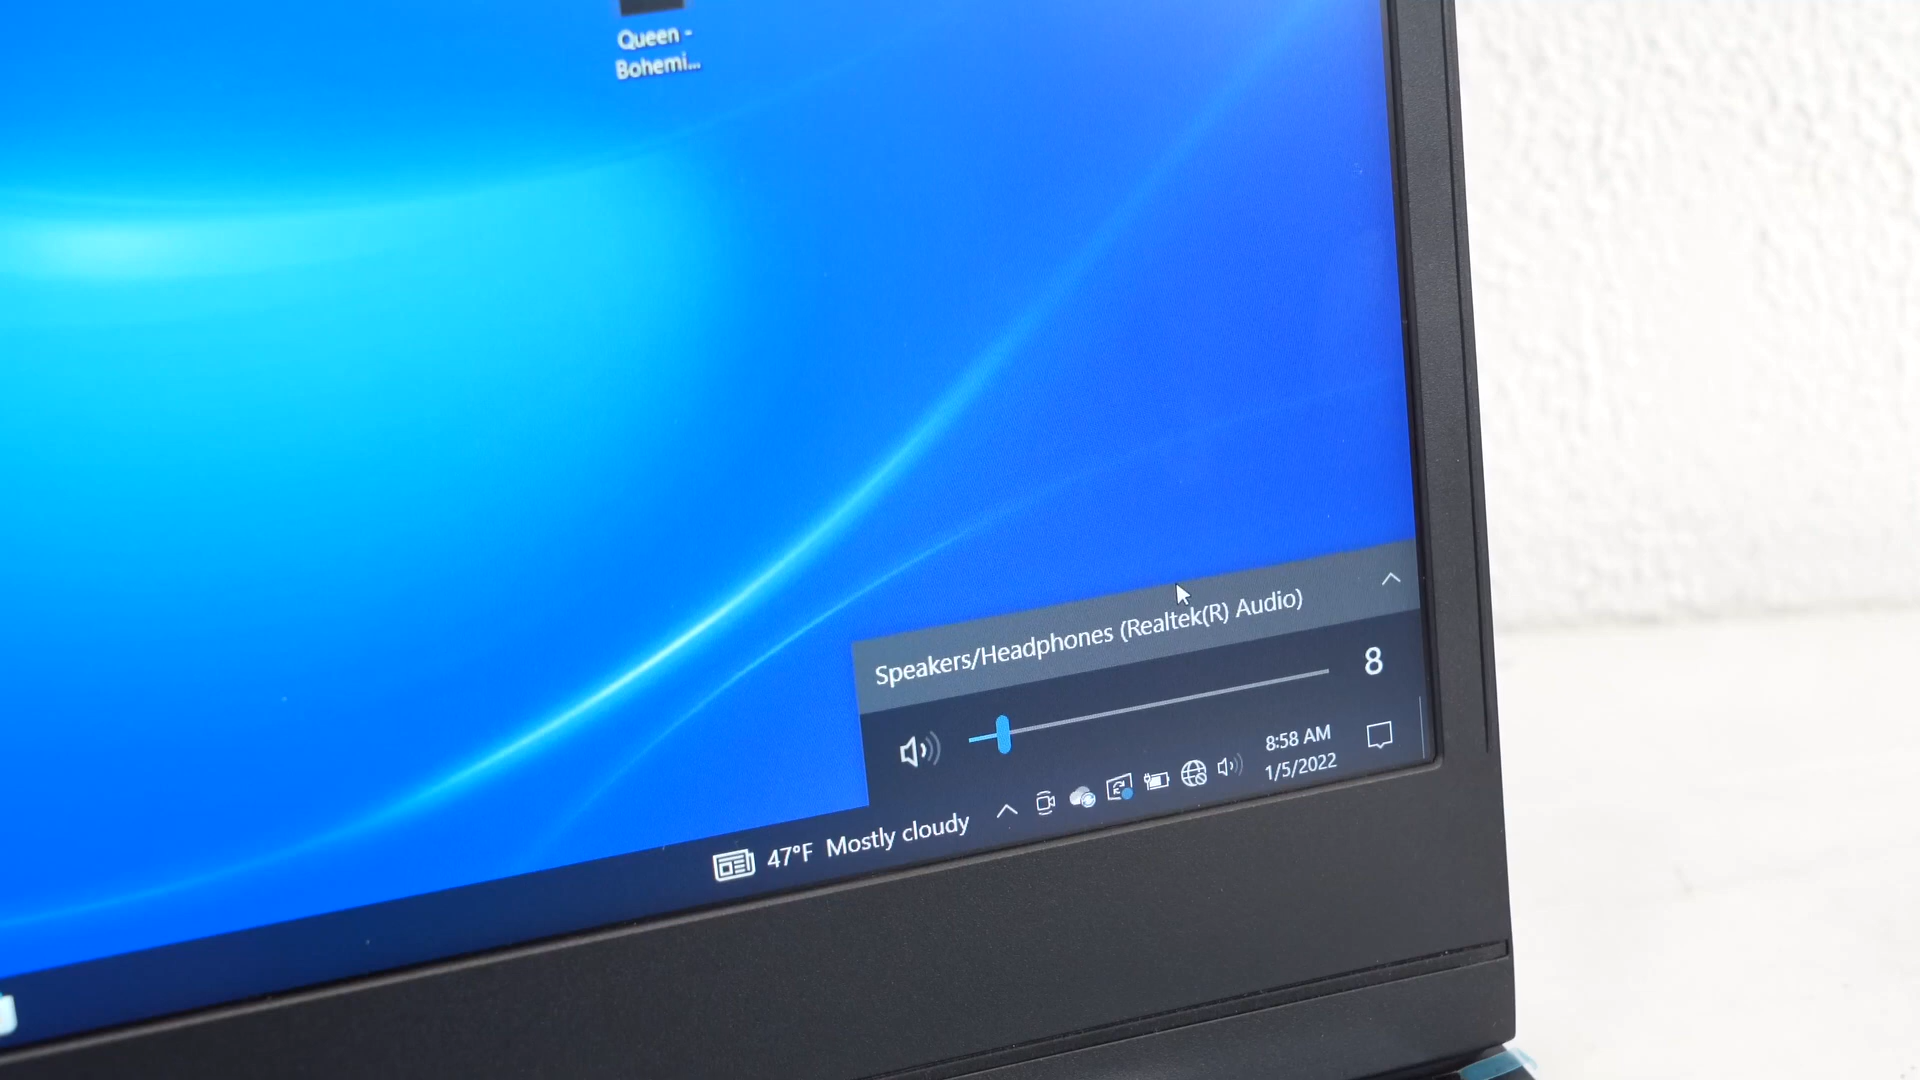 Queen -
Bohemi...
Speakers/Headphones (Realtek(R) Audio)
8
8:58 AM
1/5/2022
47°F Mostly cloudy